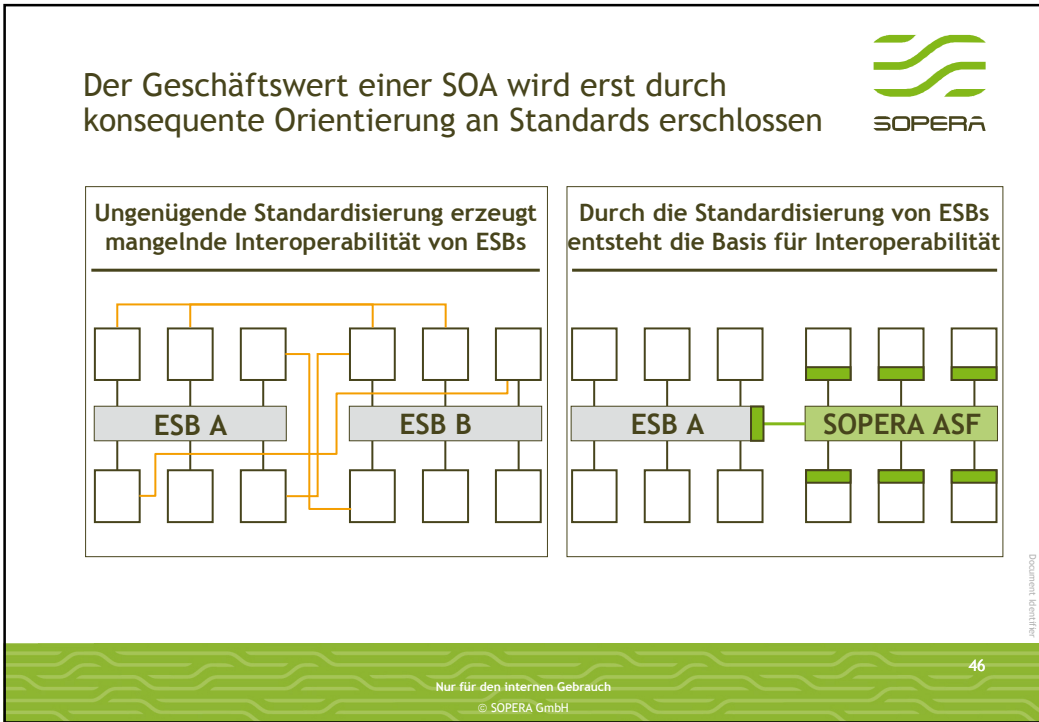 Der Geschäftswert einer SOA wird erst durch
konsequente Orientierung an Standards erschlossen
SOPERA
Ungenügende Standardisierung erzeugt
mangelnde Interoperabilität von ESBs
ESB A
ESB B
Durch die Standardisierung von ESBs
entsteht die Basis für Interoperabilität
ESB A
SOPERA ASF
Document Identifier
46
Nur für den internen Gebrauch
© SOPERA GmbH